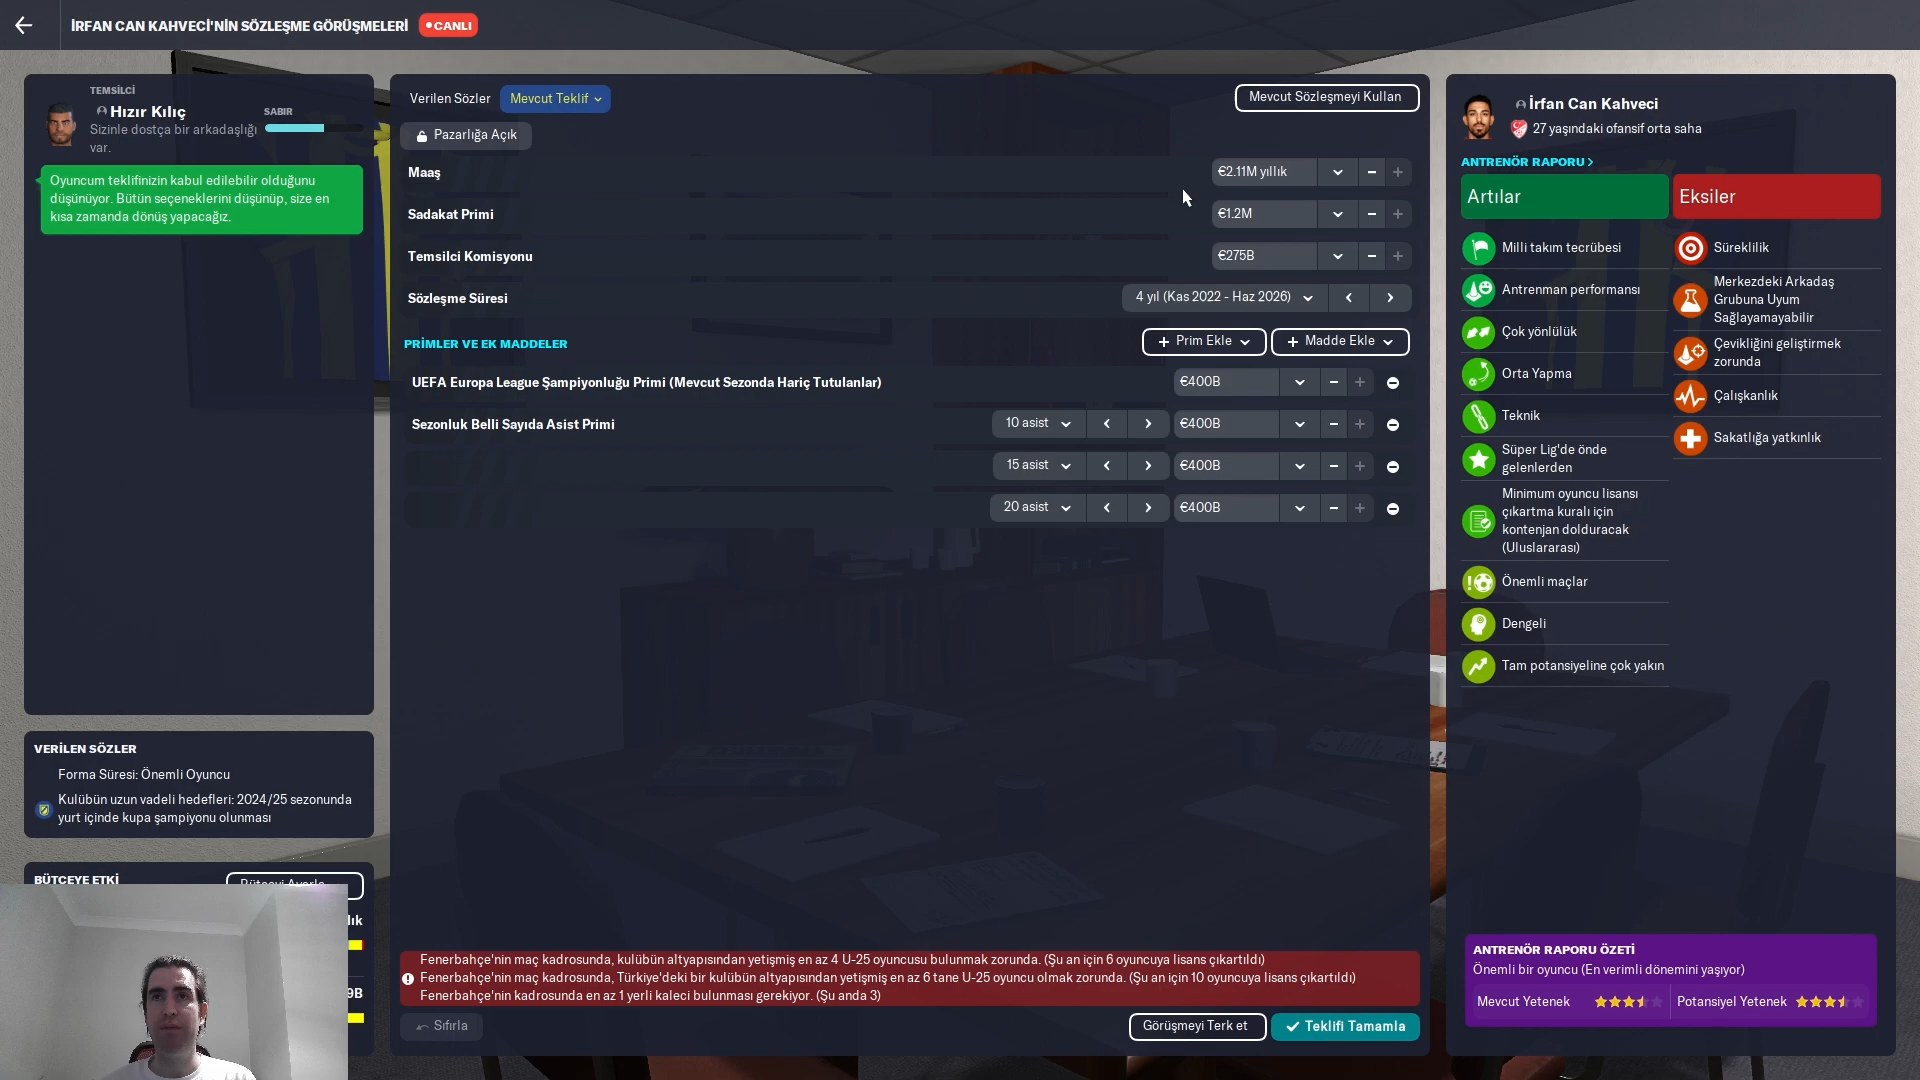 İRFAN CAN KAHVECİ'NİN SÖZLEŞME GÖRÜŞMELERİ
CANLI
TEMSİLCİ
Hızır Kılıç
Sizinle dostça bir arkadaşlığı
var.
SABIR
Oyuncum teklifinizin kabul edilebilir olduğunu
düşünüyor. Bütün seçeneklerini düşünüp, size en
kısa zamanda dönüş yapacağız.
VERİLEN SÖZLER
Forma Süresi: Önemli Oyuncu
Kulübün uzun vadeli hedefleri: 2024/25 sezonunda
yurt içinde kupa şampiyonu olunması
BÜTÇEYE ETKİ
Bütçeyi Ayarla
Verilen Sözler
Mevcut Teklif
Mevcut Sözleşmeyi Kullan
Pazarlığa Açık
Maaş
€2.11M yıllık
Sadakat Primi
€1.2M
Temsilci Komisyonu
€275B
Sözleşme Süresi
4 yıl (Kas 2022 - Haz 2026)
PRİMLER VE EK MADDELER
Prim Ekle
Madde Ekle
UEFA Europa League Şampiyonluğu Primi (Mevcut Sezonda Hariç Tutulanlar)
€400B
Sezonluk Belli Sayıda Asist Primi
10 asist
€400B
15 asist
€400B
20 asist
€400B
Fenerbahçe'nin maç kadrosunda, kulübün altyapısından yetişmiş en az 4 U-25 oyuncusu bulunmak zorunda. (Şu an için 6 oyuncuya lisans çıkartıldı)
Fenerbahçe'nin maç kadrosunda, Türkiye'deki bir kulübün altyapısından yetişmiş en az 6 tane U-25 oyuncu olmak zorunda. (Şu an için 10 oyuncuya lisans çıkartıldı)
Fenerbahçe'nin kadrosunda en az 1 yerli kaleci bulunması gerekiyor. (Şu anda 3)
Sıfırla
Görüşmeyi Terk et
Teklifi Tamamla
İrfan Can Kahveci
27 yaşındaki ofansif orta saha
ANTRENÖR RAPORU
Artılar
Milli takım tecrübesi
Antrenman performansı
Çok yönlülük
Orta Yapma
Teknik
Süper Lig'de önde
gelenlerden
Minimum oyuncu lisansı
çıkartma kuralı için
kontenjan dolduracak
(Uluslararası)
Önemli maçlar
Dengeli
Tam potansiyeline çok yakın
Eksiler
Süreklilik
Merkezdeki Arkadaş
Grubuna Uyum
Sağlayamayabilir
Çevikliğini geliştirmek
zorunda
Çalışkanlık
Sakatlığa yatkınlık
ANTRENÖR RAPORU ÖZETİ
Önemli bir oyuncu (En verimli dönemini yaşıyor)
Mevcut Yetenek
Potansiyel Yetenek